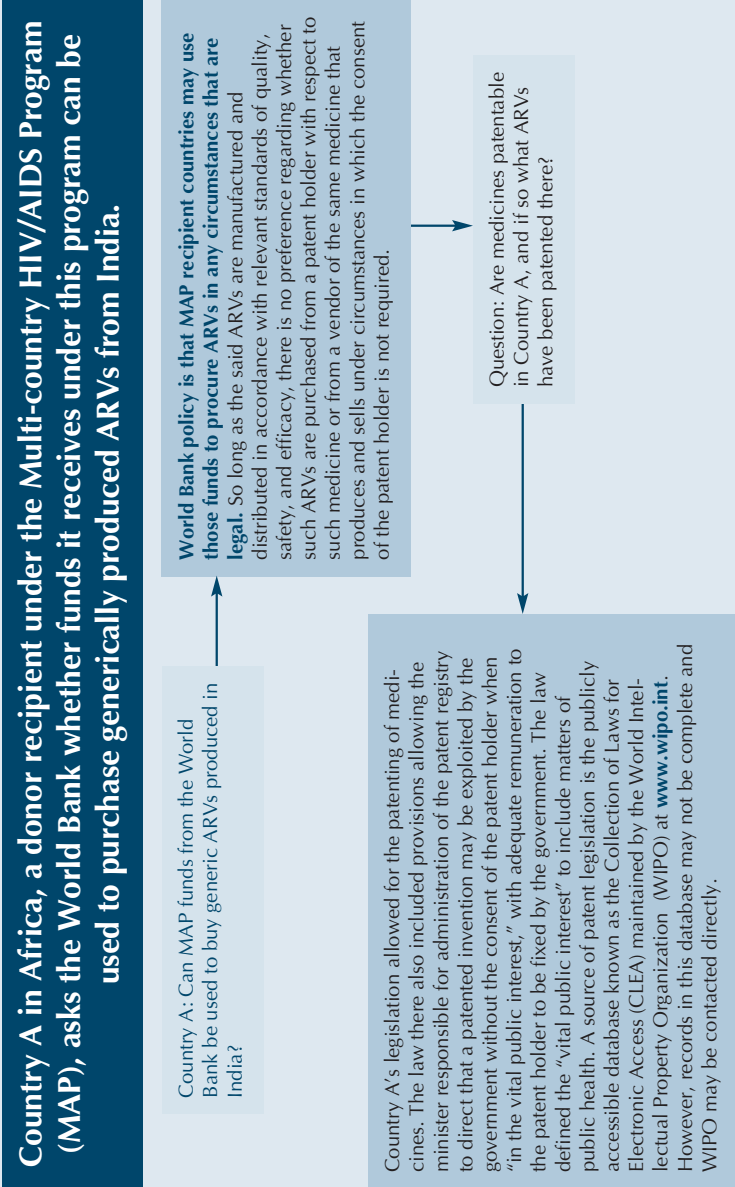 Country A in Africa, a donor recipient under the Multi-country HIV/AIDS Program
(MAP), asks the World Bank whether funds it receives under this program can be
used to purchase generically produced ARVs from India.
Country A: Can MAP funds from the World
Bank be used to buy generic ARVs produced in
India?
World Bank policy is that MAP recipient countries may use
those funds to procure ARVs in any circumstances that are
legal. So long as the said ARVs are manufactured and
distributed in accordance with relevant standards of quality,
safety, and efficacy, there is no preference regarding whether
such ARVs are purchased from a patent holder with respect to
such medicine or from a vendor of the same medicine that
produces and sells under circumstances in which the consent
of the patent holder is not required.
Question: Are medicines patentable
in Country A, and if so what ARVs
have been patented there?
Country A's legislation allowed for the patenting of medi-
cines. The law there also included provisions allowing the
minister responsible for administration of the patent registry
to direct that a patented invention may be exploited by the
government without the consent of the patent holder when
"in the vital public interest," with adequate remuneration to
the patent holder to be fixed by the government. The law
defined the "vital public interest" to include matters of
public health. A source of patent legislation is the publicly
accessible database known as the Collection of Laws for
Electronic Access (CLEA) maintained by the World Intel-
lectual Property Organization (WIPO) at www.wipo.int.
However, records in this database may not be complete and
WIPO may be contacted directly.